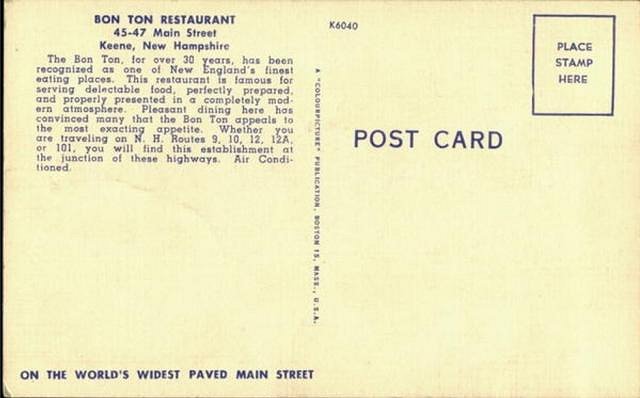 BON TON RESTAURANT
45-47 Main Street
Keene, New Hampshire
The Bon Ton, for over 30 years, has been
recognized as one of New England's finest
eating places. This restaurant is famous for
serving delectable food, perfectly prepared,
and properly presented in a completely mod-
ern atmosphere. Pleasant dining here has
convinced many that the Bon Ton appeals to
the most exacting appetite. Whether you
are traveling on N. H. Routes 9, 10, 12, 12A,
or 101, you will find this establishment at
the junction of these highways. Air Condi-
tioned.
ON THE WORLD'S WIDEST PAVED MAIN STREET
A "COLOURPICTURE" PUBLICATION, BOSTON 15, MASS., U.S.A.
K6040
POST CARD
PLACE
STAMP
HERE